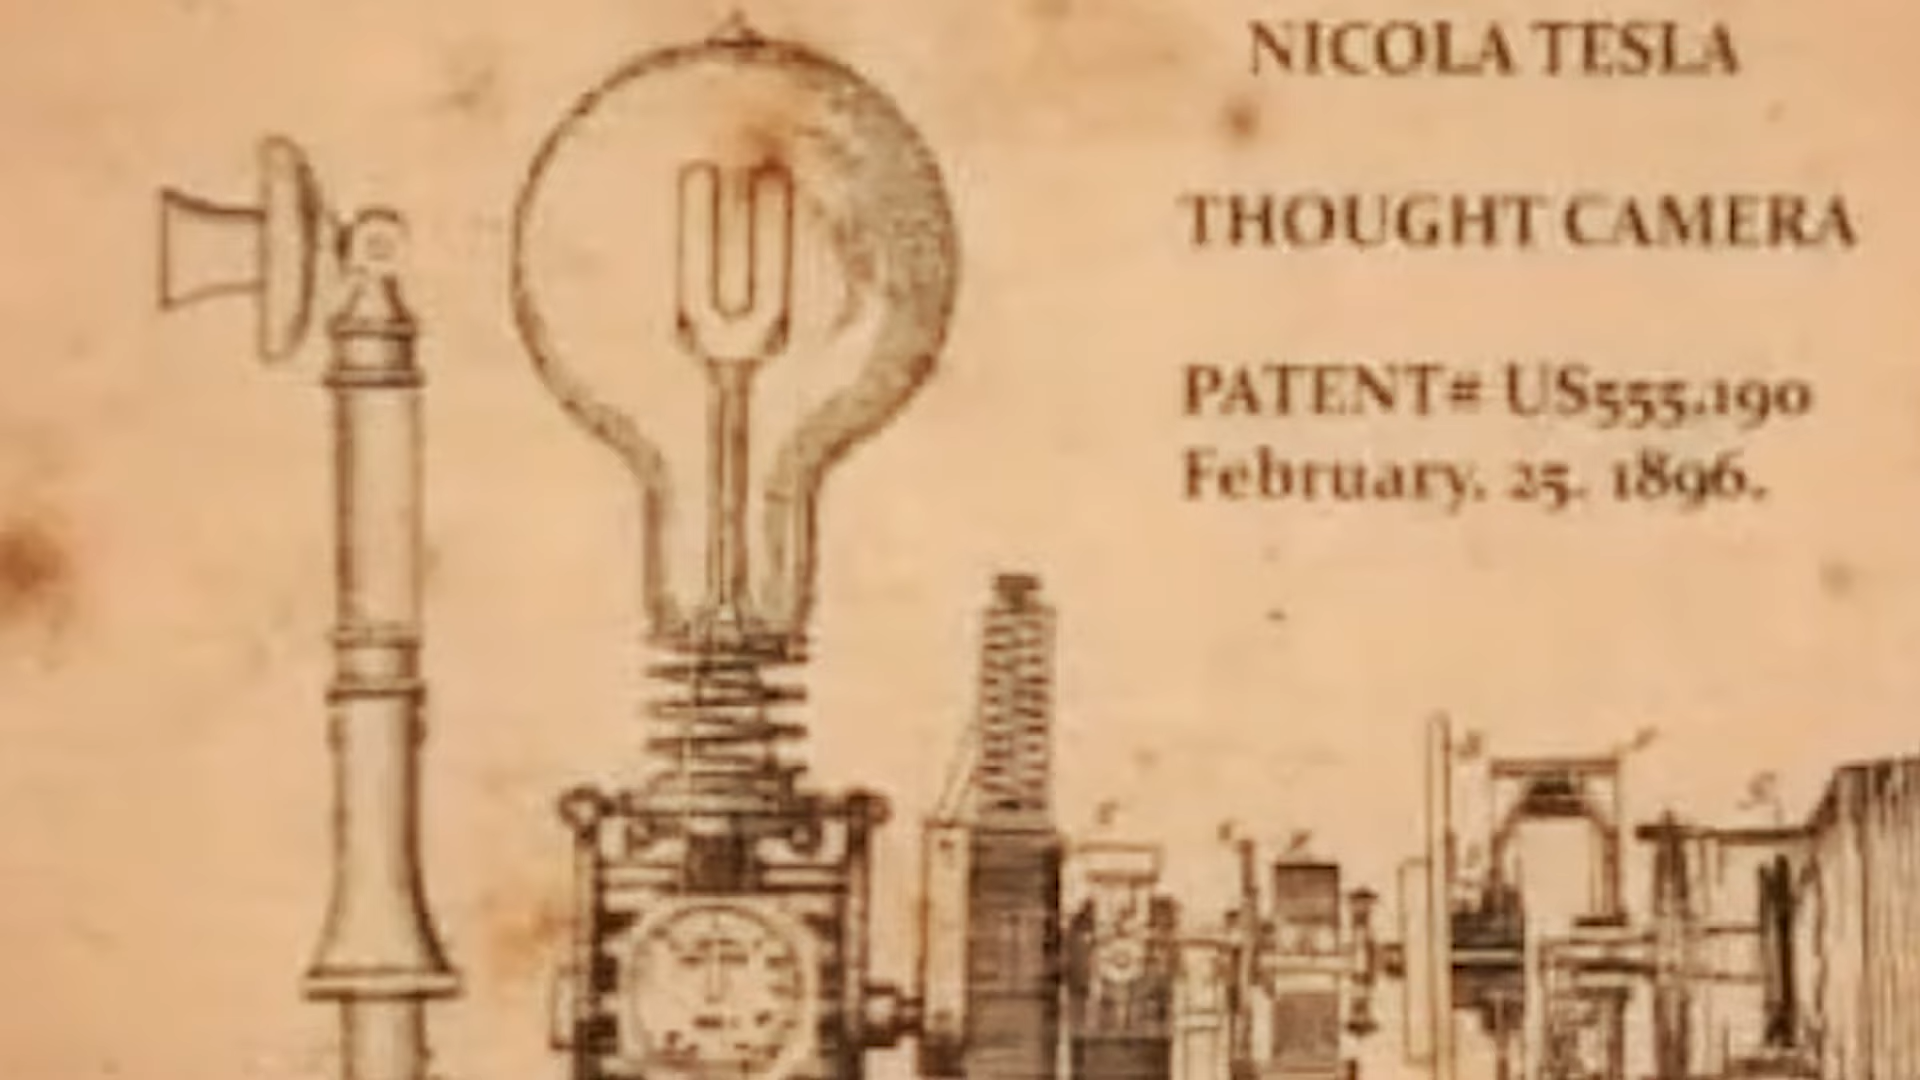 NICOLA TESLA
THOUGHT CAMERA
PATENT# US555.190
February. 25. 1896.